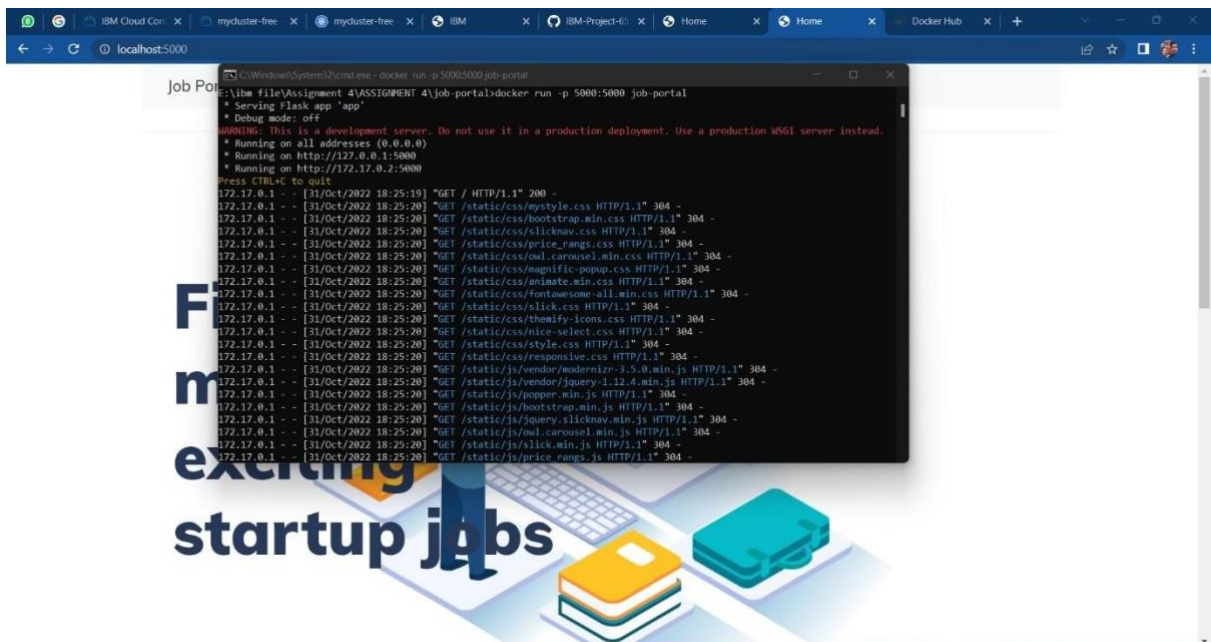 IBM Cloud Con
mycluster-free
mycluster-free
IBM
IBM-Project-65
Home
Home
Docker Hub
localhost:5000
Job Por
C:\Windows\System32\cmd.exe - docker run -p 5000:5000 job-portal
E:\ibm file\Assignment 4\ASSIGNMENT 4\job-portal>docker run -p 5000:5000 job-portal
* Serving Flask app 'app'
* Debug mode: off
WARNING: This is a development server. Do not use it in a production deployment. Use a production WSGI server instead.
* Running on all addresses (0.0.0.0)
* Running on http://127.0.0.1:5000
* Running on http://172.17.0.2:5000
Press CTRL+C to quit
172.17.0.1 - - [31/Oct/2022 18:25:19] "GET / HTTP/1.1" 200 -
172.17.0.1 - - [31/Oct/2022 18:25:20] "GET /static/css/mystyle.css HTTP/1.1" 304 -
172.17.0.1 - - [31/Oct/2022 18:25:20] "GET /static/css/bootstrap.min.css HTTP/1.1" 304 -
172.17.0.1 - - [31/Oct/2022 18:25:20] "GET /static/css/slicknav.css HTTP/1.1" 304 -
172.17.0.1 - - [31/Oct/2022 18:25:20] "GET /static/css/price_rangs.css HTTP/1.1" 304 -
172.17.0.1 - - [31/Oct/2022 18:25:20] "GET /static/css/owl.carousel.min.css HTTP/1.1" 304 -
172.17.0.1 - - [31/Oct/2022 18:25:20] "GET /static/css/magnific-popup.css HTTP/1.1" 304 -
172.17.0.1 - - [31/Oct/2022 18:25:20] "GET /static/css/animate.min.css HTTP/1.1" 304 -
172.17.0.1 - - [31/Oct/2022 18:25:20] "GET /static/css/fontawesome-all.min.css HTTP/1.1" 304 -
172.17.0.1 - - [31/Oct/2022 18:25:20] "GET /static/css/slick.css HTTP/1.1" 304 -
172.17.0.1 - - [31/Oct/2022 18:25:20] "GET /static/css/themify-icons.css HTTP/1.1" 304 -
172.17.0.1 - - [31/Oct/2022 18:25:20] "GET /static/css/nice-select.css HTTP/1.1" 304 -
172.17.0.1 - - [31/Oct/2022 18:25:20] "GET /static/css/style.css HTTP/1.1" 304 -
172.17.0.1 - - [31/Oct/2022 18:25:20] "GET /static/css/responsive.css HTTP/1.1" 304 -
172.17.0.1 - - [31/Oct/2022 18:25:20] "GET /static/js/vendor/modernizr-3.5.0.min.js HTTP/1.1" 304 -
172.17.0.1 - - [31/Oct/2022 18:25:20] "GET /static/js/vendor/jquery-1.12.4.min.js HTTP/1.1" 304 -
172.17.0.1 - - [31/Oct/2022 18:25:20] "GET /static/js/popper.min.js HTTP/1.1" 304 -
172.17.0.1 - - [31/Oct/2022 18:25:20] "GET /static/js/bootstrap.min.js HTTP/1.1" 304 -
172.17.0.1 - - [31/Oct/2022 18:25:20] "GET /static/js/jquery.slicknav.min.js HTTP/1.1" 304 -
172.17.0.1 - - [31/Oct/2022 18:25:20] "GET /static/js/owl.carousel.min.js HTTP/1.1" 304 -
172.17.0.1 - - [31/Oct/2022 18:25:20] "GET /static/js/slick.min.js HTTP/1.1" 304 -
172.17.0.1 - - [31/Oct/2022 18:25:20] "GET /static/js/price_rangs.js HTTP/1.1" 304 -
Fi
m
exciting
startup jobs